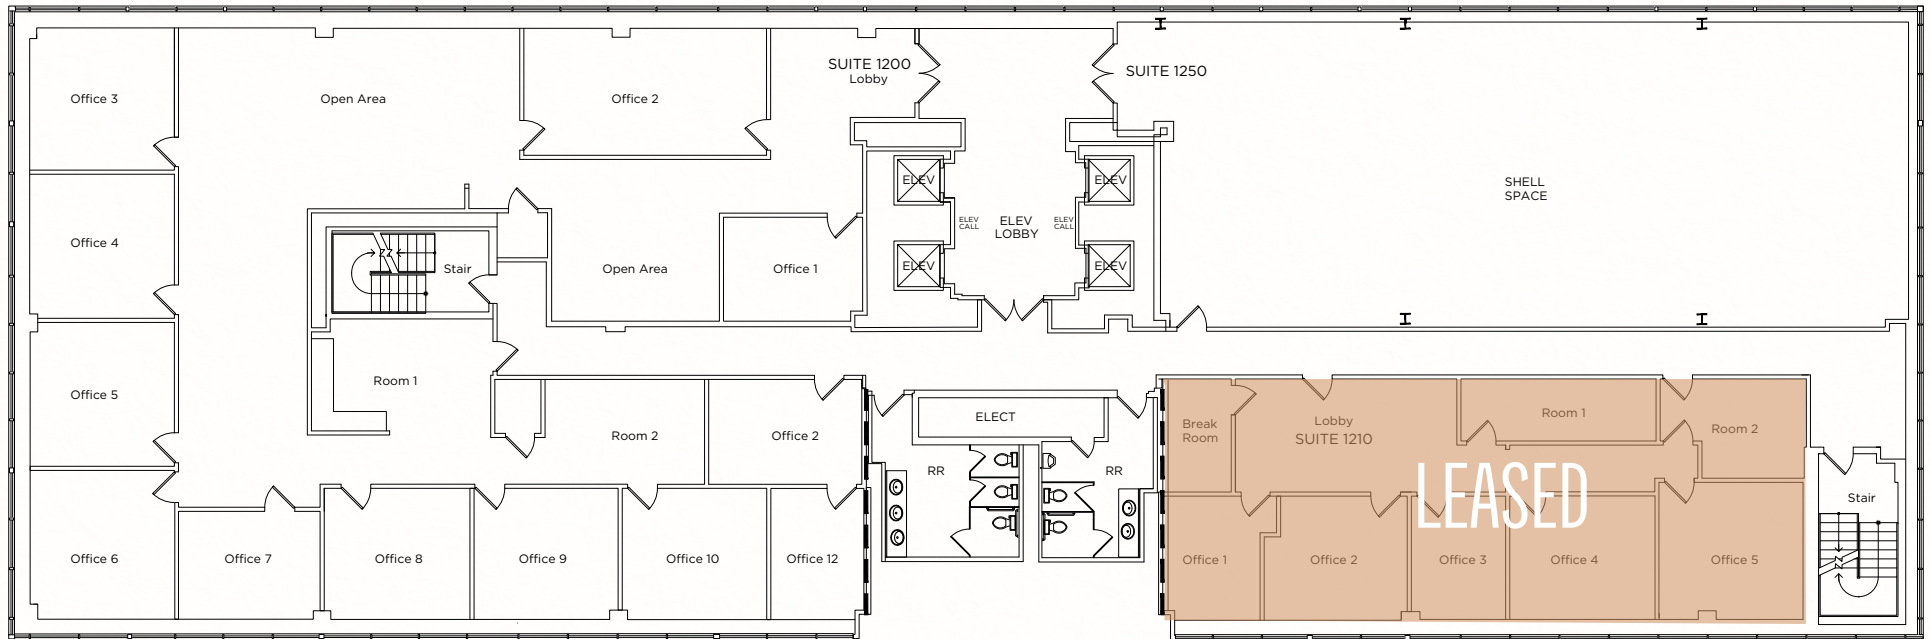 SUITE 1200
Lobby
SUITE 1250
Office 3
Open Area
Office 2
ELEV
ELEV
SHELL
SPACE
ELEV
CALL
ELEV
LOBBY
ELEV
CALL
Office 4
Stair
Open Area
Office 1
ELEV
ELEV
Office 5
Room 1
Room 2
Office 2
ELECT
RR
RR
Break
Room
Lobby
SUITE 1210
Room 1
Room 2
LEASED
Stair
Office 6
Office 7
Office 8
Office 9
Office 10
Office 12
Office 1
Office 2
Office 3
Office 4
Office 5